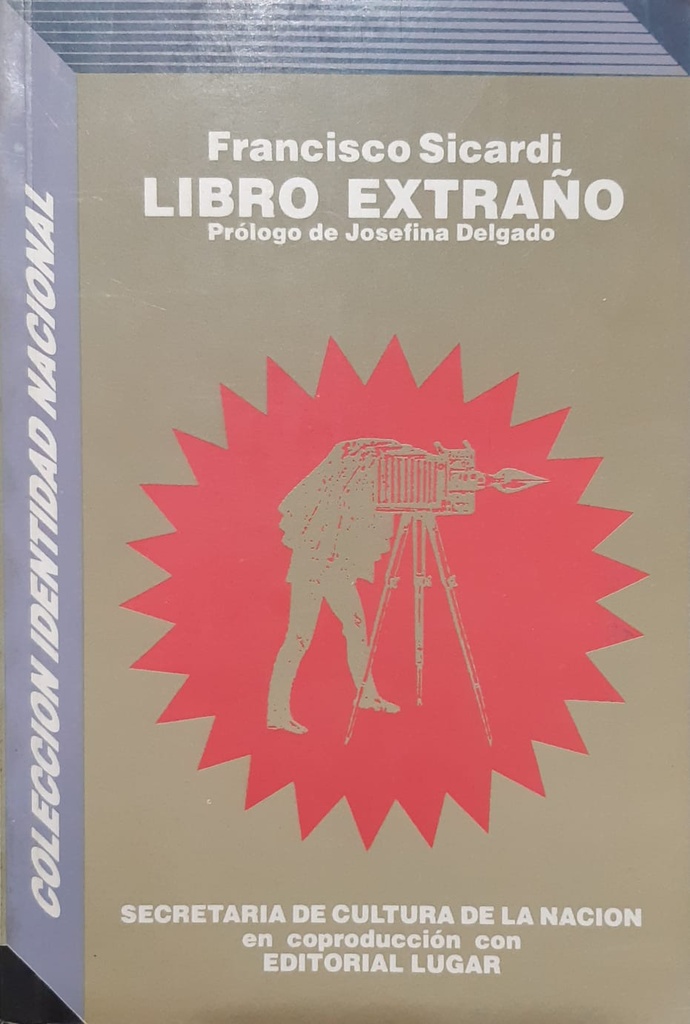 Francisco Sicardi
LIBRO EXTRAÑO
Prólogo de Josefina Delgado
COLECCION IDENTIDAD NACIONAL
SECRETARIA DE CULTURA DE LA NACION
en coproducción con
EDITORIAL LUGAR